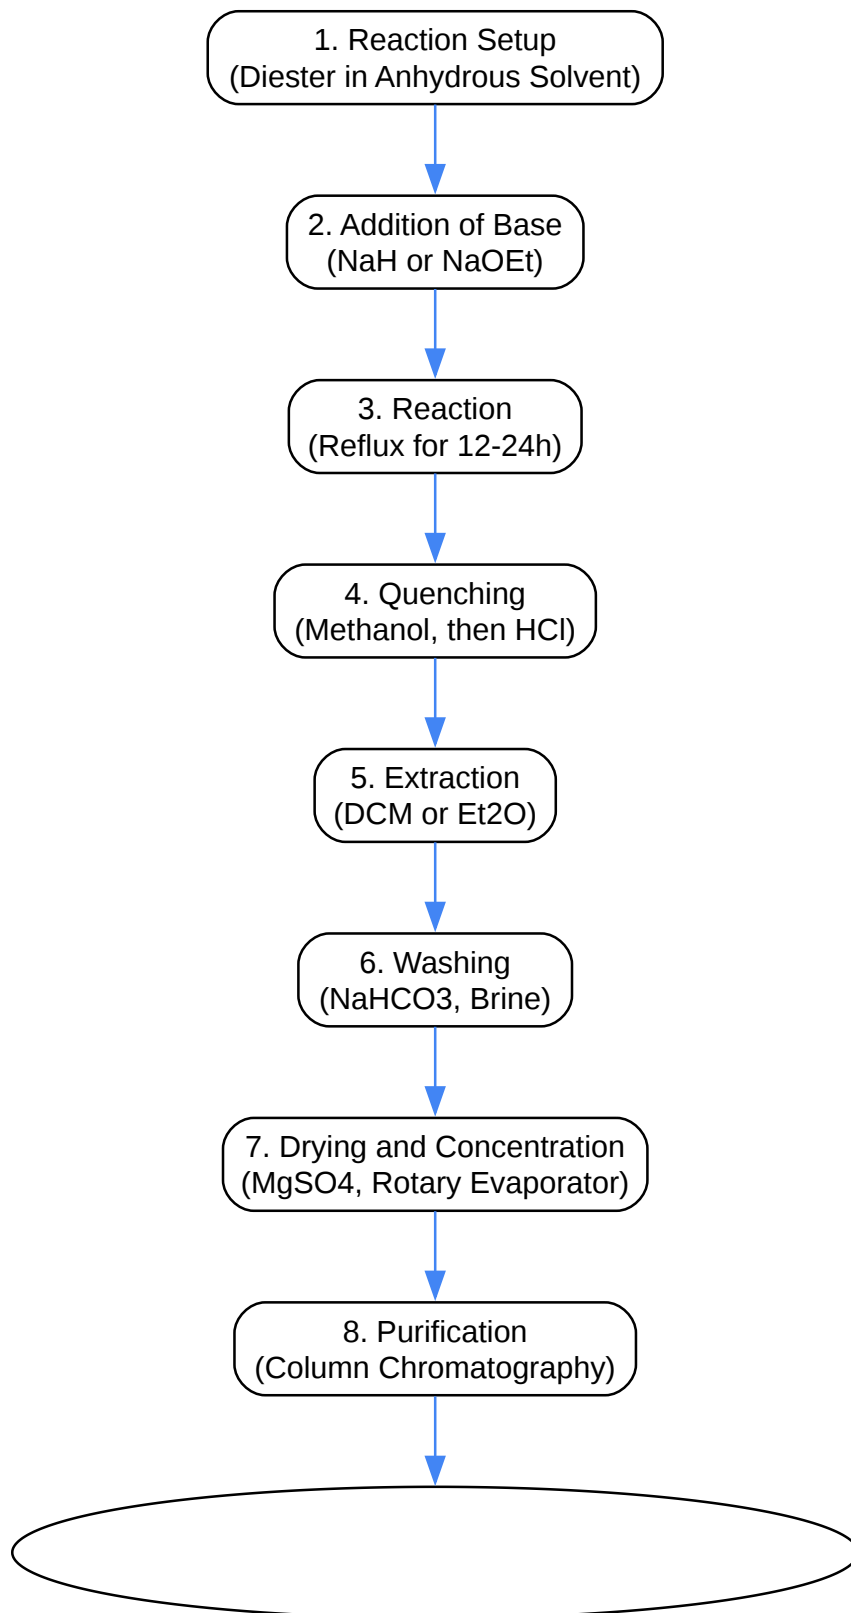 1. Reaction Setup
(Diester in Anhydrous Solvent)
2. Addition of Base
(NaH or NaOEt)
3. Reaction
(Reflux for 12-24h)
4. Quenching
(Methanol, then HCl)
5. Extraction
(DCM or Et2O)
6. Washing
(NaHCO3, Brine)
7. Drying and Concentration
(MgSO4, Rotary Evaporator)
8. Purification
(Column Chromatography)